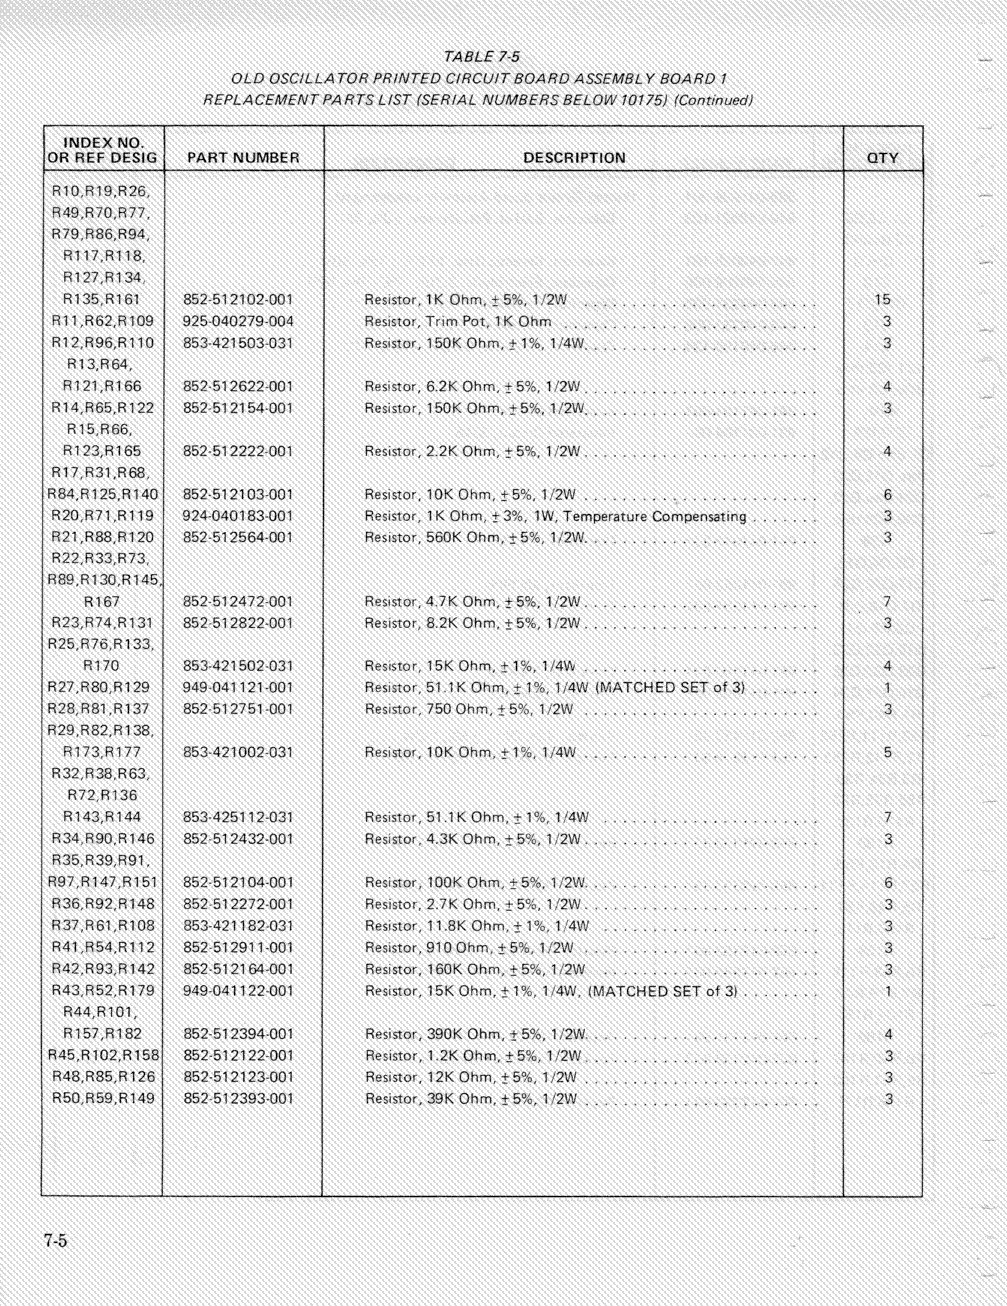 TABLE 7-5
OLD OSCILLATOR PRINTED CIRCUIT BOARD ASSEMBLY BOARD 1
REPLACEMENT PARTS LIST (SERIAL NUMBERS BELOW 10175) (Continued)
INDEX NO.
OR REF DESIG PART NUMBER DESCRIPTION QTY
R10,R19,R26,
R49,R70,R77,
R79,R86,R94,
R117,R118,
R127,R134,
R135,R161 852-512102-001 Resistor, 1K Ohm, ± 5%, 1/2W . . . . . . . . . . . . . . . . . . . . . . . . 15
R11,R62,R109 925-040279-004 Resistor, Trim Pot, 1K Ohm . . . . . . . . . . . . . . . . . . . . . . . . . . 3
R12,R96,R110 853-421503-031 Resistor, 150K Ohm, ± 1%, 1/4W. . . . . . . . . . . . . . . . . . . . . . . . 3
R13,R64,
R121,R166 852-512622-001 Resistor, 6.2K Ohm, ± 5%, 1/2W . . . . . . . . . . . . . . . . . . . . . . . . 4
R14,R65,R122 852-512154-001 Resistor, 150K Ohm, ± 5%, 1/2W. . . . . . . . . . . . . . . . . . . . . . . . 3
R15,R66,
R123,R165 852-512222-001 Resistor, 2.2K Ohm, ± 5%, 1/2W . . . . . . . . . . . . . . . . . . . . . . . . 4
R17,R31,R68,
R84,R125,R140 852-512103-001 Resistor, 10K Ohm, ± 5%, 1/2W . . . . . . . . . . . . . . . . . . . . . . . . 6
R20,R71,R119 924-040183-001 Resistor, 1K Ohm, ± 3%, 1W, Temperature Compensating . . . . . . . 3
R21,R88,R120 852-512564-001 Resistor, 560K Ohm, ± 5%, 1/2W. . . . . . . . . . . . . . . . . . . . . . . . 3
R22,R33,R73,
R89,R130,R145,
R167 852-512472-001 Resistor, 4.7K Ohm, ± 5%, 1/2W . . . . . . . . . . . . . . . . . . . . . . . . 7
R23,R74,R131 852-512822-001 Resistor, 8.2K Ohm, ± 5%, 1/2W . . . . . . . . . . . . . . . . . . . . . . . . 3
R25,R76,R133,
R170 853-421502-031 Resistor, 15K Ohm, ± 1%, 1/4W . . . . . . . . . . . . . . . . . . . . . . . . 4
R27,R80,R129 949-041121-001 Resistor, 51.1K Ohm, ± 1%, 1/4W (MATCHED SET of 3) . . . . . . . 1
R28,R81,R137 852-512751-001 Resistor, 750 Ohm, ± 5%, 1/2W . . . . . . . . . . . . . . . . . . . . . . . . 3
R29,R82,R138,
R173,R177 853-421002-031 Resistor, 10K Ohm, ± 1%, 1/4W . . . . . . . . . . . . . . . . . . . . . . . . 5
R32,R38,R63,
R72,R136
R143,R144 853-425112-031 Resistor, 51.1K Ohm, ± 1%, 1/4W . . . . . . . . . . . . . . . . . . . . . . 7
R34,R90,R146 852-512432-001 Resistor, 4.3K Ohm, ± 5%, 1/2W . . . . . . . . . . . . . . . . . . . . . . . . 3
R35,R39,R91,
R97,R147,R151 852-512104-001 Resistor, 100K Ohm, ± 5%, 1/2W. . . . . . . . . . . . . . . . . . . . . . . . 6
R36,R92,R148 852-512272-001 Resistor, 2.7K Ohm, ± 5%, 1/2W . . . . . . . . . . . . . . . . . . . . . . . . 3
R37,R61,R108 853-421182-031 Resistor, 11.8K Ohm, ± 1%, 1/4W . . . . . . . . . . . . . . . . . . . . . . 3
R41,R54,R112 852-512911-001 Resistor, 910 Ohm, ± 5%, 1/2W . . . . . . . . . . . . . . . . . . . . . . . . 3
R42,R93,R142 852-512164-001 Resistor, 160K Ohm, ± 5%, 1/2W . . . . . . . . . . . . . . . . . . . . . . 3
R43,R52,R179 949-041122-001 Resistor, 15K Ohm, ± 1%, 1/4W, (MATCHED SET of 3) . . . . . . . . 1
R44,R101,
R157,R182 852-512394-001 Resistor, 390K Ohm, ± 5%, 1/2W. . . . . . . . . . . . . . . . . . . . . . . . 4
R45,R102,R158 852-512122-001 Resistor, 1.2K Ohm, ± 5%, 1/2W . . . . . . . . . . . . . . . . . . . . . . . . 3
R48,R85,R126 852-512123-001 Resistor, 12K Ohm, ± 5%, 1/2W . . . . . . . . . . . . . . . . . . . . . . . . 3
R50,R59,R149 852-512393-001 Resistor, 39K Ohm, ± 5%, 1/2W . . . . . . . . . . . . . . . . . . . . . . . . 3
7-5